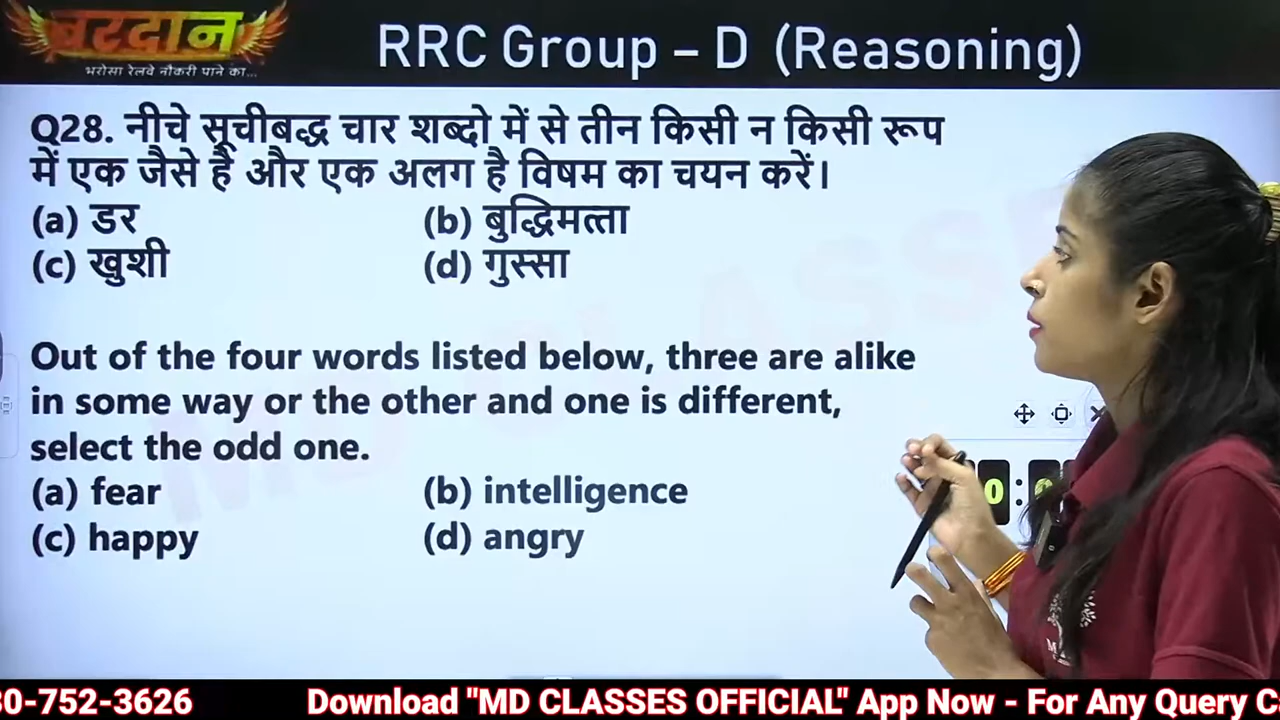 बरदान
भरोसा रेलवे नौकरी पाने का...
RRC Group – D (Reasoning)
Q28. नीचे सूचीबद्ध चार शब्दो में से तीन किसी न किसी रूप
में एक जैसे हैं और एक अलग है विषम का चयन करें।
(a) डर (b) बुद्धिमत्ता
(c) खुशी (d) गुस्सा
Out of the four words listed below, three are alike
in some way or the other and one is different,
select the odd one.
(a) fear (b) intelligence
(c) happy (d) angry
0:
30-752-3626 Download "MD CLASSES OFFICIAL" App Now - For Any Query